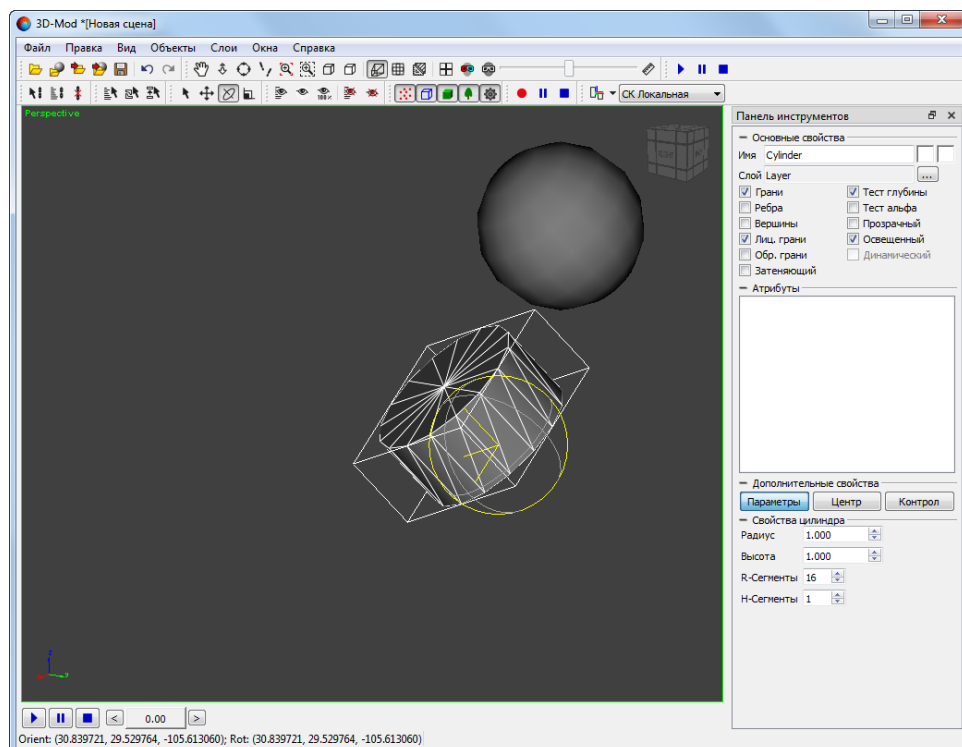 3D-Mod *[Новая сцена]
Файл Правка Вид Объекты Слои Окна Справка
100%
СК Локальная
Perspective
Панель инструментов
Основные свойства
Имя Cylinder
Слой Layer ...
Грани Тест глубины
Ребра Тест альфа
Вершины Прозрачный
Лиц. грани Освещенный
Обр. грани Динамический
Затеняющий
Атрибуты
Дополнительные свойства
Параметры Центр Контрол
Свойства цилиндра
Радиус 1.000
Высота 1.000
R-Сегменты 16
H-Сегменты 1
z
y
< 0.00 >
Orient: (30.839721, 29.529764, -105.613060); Rot: (30.839721, 29.529764, -105.613060)